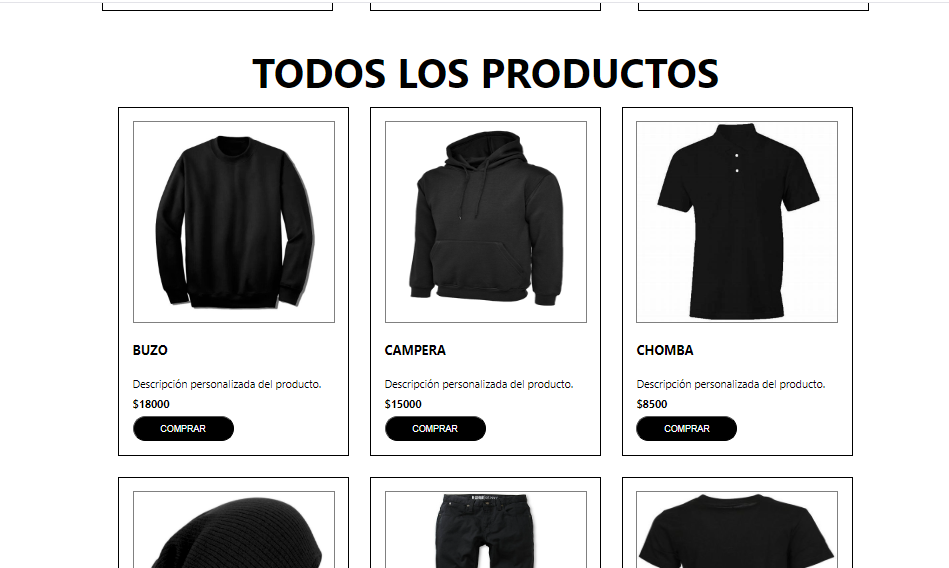 TODOS LOS PRODUCTOS
BUZO
Descripción personalizada del producto.
$18000
COMPRAR
CAMPERA
Descripción personalizada del producto.
$15000
COMPRAR
CHOMBA
Descripción personalizada del producto.
$8500
COMPRAR